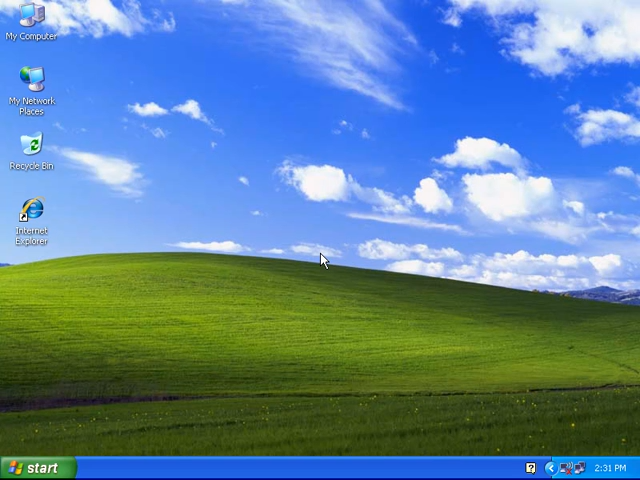 My Computer
My Network
Places
Recycle Bin
Internet
Explorer
start
?
2:31 PM